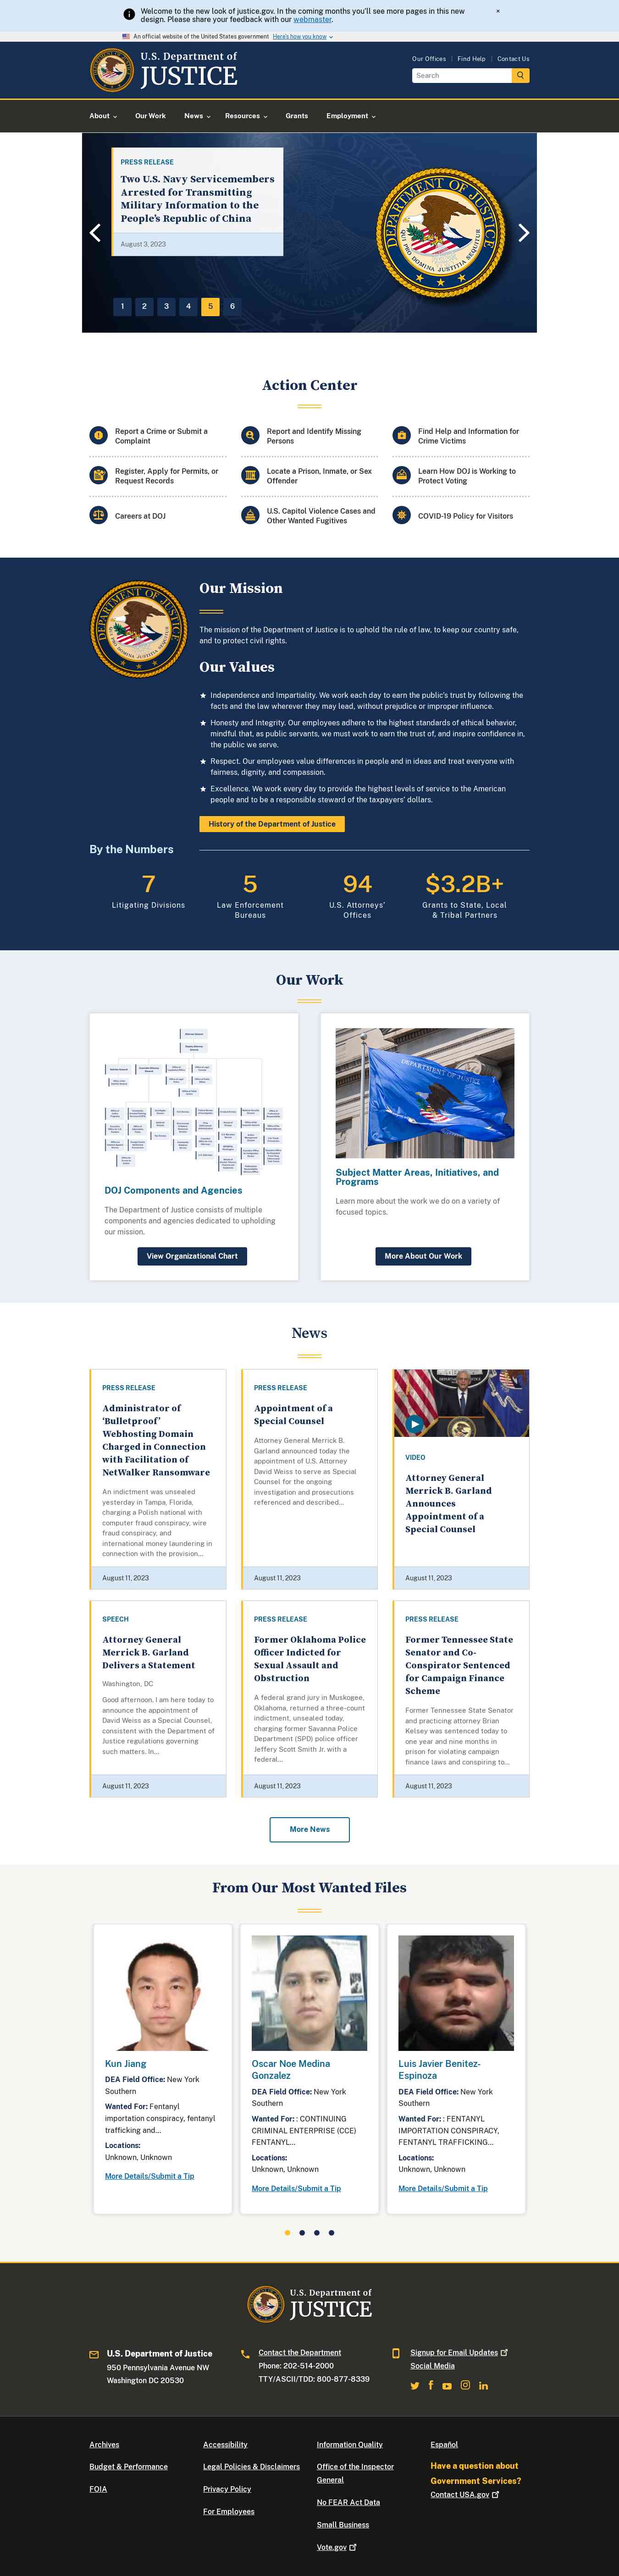 Welcome to the new look of justice.gov. In the coming months you'll see more pages in this new
design. Please share your feedback with our webmaster.
×
An official website of the United States government Here's how you know
U.S. Department of
JUSTICE
Our Offices Find Help Contact Us
Search
About Our Work News Resources Grants Employment
PRESS RELEASE
Two U.S. Navy Servicemembers
Arrested for Transmitting
Military Information to the
People's Republic of China
August 3, 2023
DEPARTMENT OF JUSTICE
QUI PRO DOMINA JUSTITIA SEQUITUR
1 2 3 4 5 6
Action Center
Report a Crime or Submit a
Complaint
Report and Identify Missing
Persons
Find Help and Information for
Crime Victims
Register, Apply for Permits, or
Request Records
Locate a Prison, Inmate, or Sex
Offender
Learn How DOJ is Working to
Protect Voting
Careers at DOJ
U.S. Capitol Violence Cases and
Other Wanted Fugitives
COVID-19 Policy for Visitors
DEPARTMENT OF JUSTICE
QUI PRO DOMINA JUSTITIA SEQUITUR
Our Mission
The mission of the Department of Justice is to uphold the rule of law, to keep our country safe,
and to protect civil rights.
Our Values
Independence and Impartiality. We work each day to earn the public's trust by following the
facts and the law wherever they may lead, without prejudice or improper influence.
Honesty and Integrity. Our employees adhere to the highest standards of ethical behavior,
mindful that, as public servants, we must work to earn the trust of, and inspire confidence in,
the public we serve.
Respect. Our employees value differences in people and in ideas and treat everyone with
fairness, dignity, and compassion.
Excellence. We work every day to provide the highest levels of service to the American
people and to be a responsible steward of the taxpayers' dollars.
History of the Department of Justice
By the Numbers
7
Litigating Divisions
5
Law Enforcement
Bureaus
94
U.S. Attorneys'
Offices
$3.2B+
Grants to State, Local
& Tribal Partners
Our Work
DOJ Components and Agencies
The Department of Justice consists of multiple
components and agencies dedicated to upholding
our mission.
View Organizational Chart
DEPARTMENT OF JUSTICE
Subject Matter Areas, Initiatives, and
Programs
Learn more about the work we do on a variety of
focused topics.
More About Our Work
News
PRESS RELEASE
Administrator of
‘Bulletproof’
Webhosting Domain
Charged in Connection
with Facilitation of
NetWalker Ransomware
An indictment was unsealed
yesterday in Tampa, Florida,
charging a Polish national with
computer fraud conspiracy, wire
fraud conspiracy, and
international money laundering in
connection with the provision...
August 11, 2023
PRESS RELEASE
Appointment of a
Special Counsel
Attorney General Merrick B.
Garland announced today the
appointment of U.S. Attorney
David Weiss to serve as Special
Counsel for the ongoing
investigation and prosecutions
referenced and described...
August 11, 2023
VIDEO
Attorney General
Merrick B. Garland
Announces
Appointment of a
Special Counsel
August 11, 2023
SPEECH
Attorney General
Merrick B. Garland
Delivers a Statement
Washington, DC
Good afternoon, I am here today to
announce the appointment of
David Weiss as a Special Counsel,
consistent with the Department of
Justice regulations governing
such matters. In...
August 11, 2023
PRESS RELEASE
Former Oklahoma Police
Officer Indicted for
Sexual Assault and
Obstruction
A federal grand jury in Muskogee,
Oklahoma, returned a three-count
indictment, unsealed today,
charging former Savanna Police
Department (SPD) police officer
Jeffery Scott Smith Jr. with a
federal...
August 11, 2023
PRESS RELEASE
Former Tennessee State
Senator and Co-
Conspirator Sentenced
for Campaign Finance
Scheme
Former Tennessee State Senator
and practicing attorney Brian
Kelsey was sentenced today to
one year and nine months in
prison for violating campaign
finance laws and conspiring to...
August 11, 2023
More News
From Our Most Wanted Files
Kun Jiang
DEA Field Office: New York
Southern
Wanted For: Fentanyl
importation conspiracy, fentanyl
trafficking and...
Locations:
Unknown, Unknown
More Details/Submit a Tip
Oscar Noe Medina
Gonzalez
DEA Field Office: New York
Southern
Wanted For: : CONTINUING
CRIMINAL ENTERPRISE (CCE)
FENTANYL...
Locations:
Unknown, Unknown
More Details/Submit a Tip
Luis Javier Benitez-
Espinoza
DEA Field Office: New York
Southern
Wanted For: : FENTANYL
IMPORTATION CONSPIRACY,
FENTANYL TRAFFICKING...
Locations:
Unknown, Unknown
More Details/Submit a Tip
U.S. Department of
JUSTICE
U.S. Department of Justice
950 Pennsylvania Avenue NW
Washington DC 20530
Contact the Department
Phone: 202-514-2000
TTY/ASCII/TDD: 800-877-8339
Signup for Email Updates
Social Media
Archives
Budget & Performance
FOIA
Accessibility
Legal Policies & Disclaimers
Privacy Policy
For Employees
Information Quality
Office of the Inspector
General
No FEAR Act Data
Small Business
Vote.gov
Español
Have a question about
Government Services?
Contact USA.gov